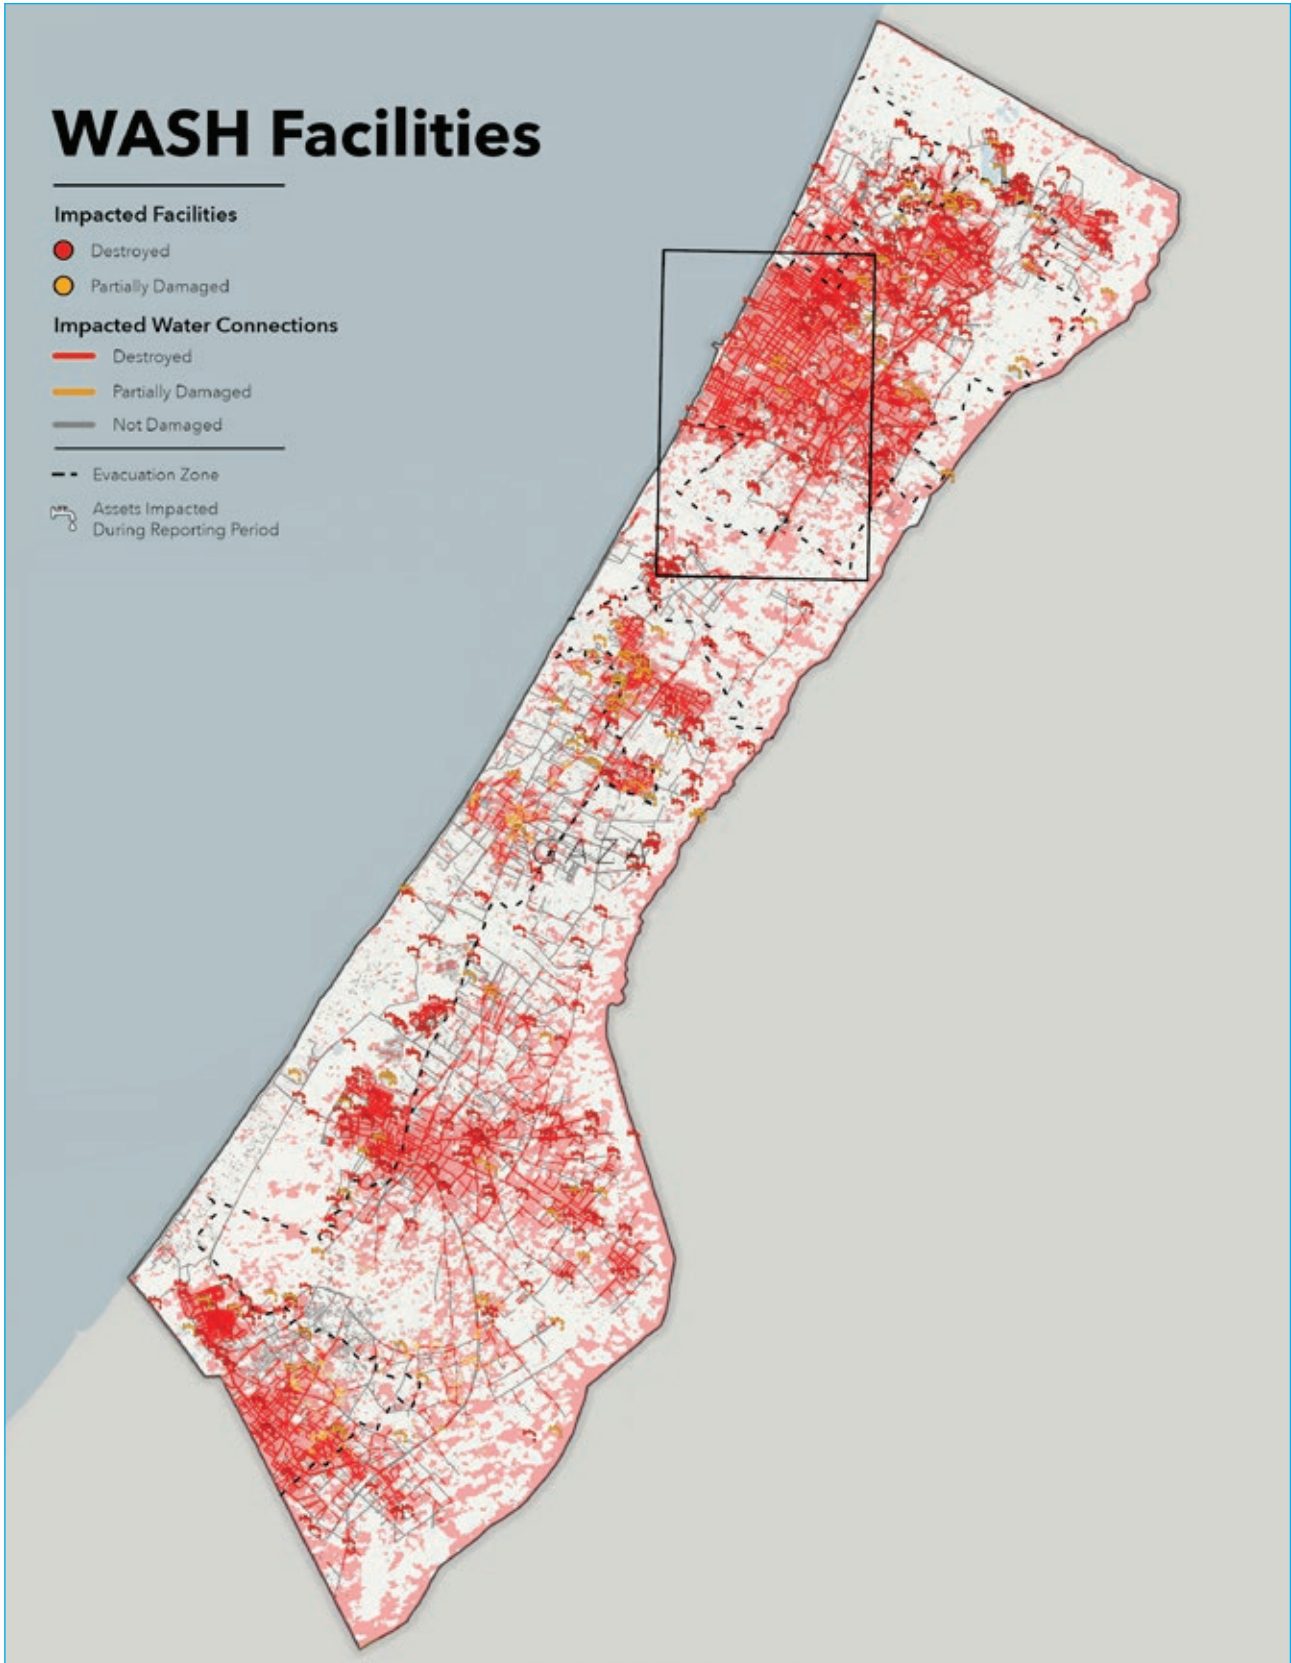 WASH Facilities
Impacted Facilities
Destroyed
Partially Damaged
Impacted Water Connections
Destroyed
Partially Damaged
Not Damaged
Evacuation Zone
Assets Impacted
During Reporting Period
GAZA